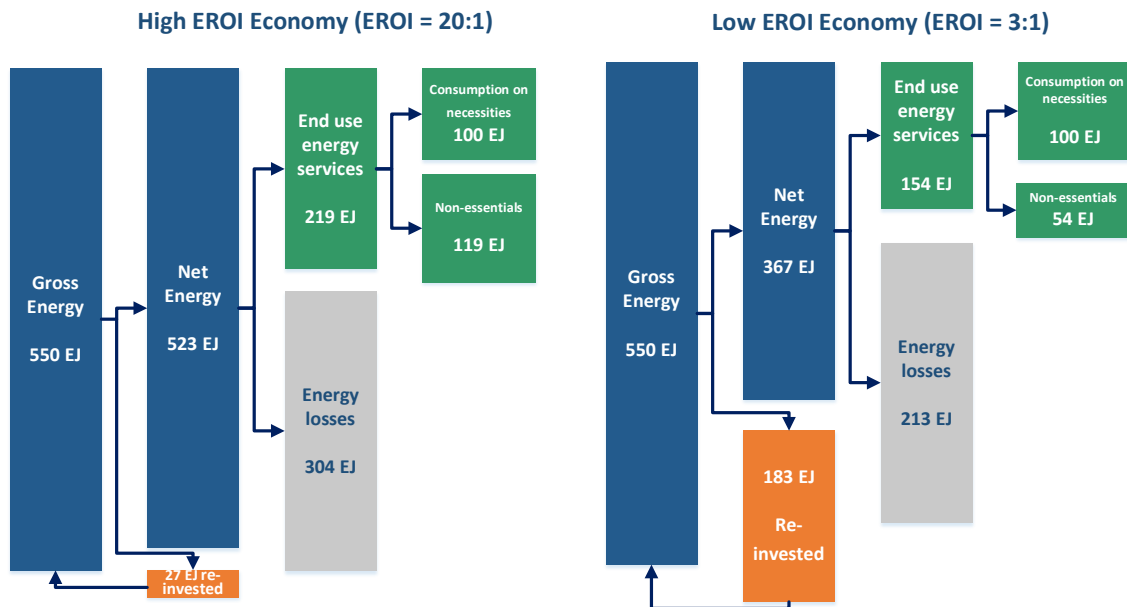 High EROI Economy (EROI = 20:1)
Gross
Energy
550 EJ
Net
Energy
523 EJ
27 EJ re-
invested
End use
energy
services
219 EJ
Energy
losses
304 EJ
Consumption on
necessities
100 EJ
Non-essentials
119 EJ
Low EROI Economy (EROI = 3:1)
Gross
Energy
550 EJ
Net
Energy
367 EJ
183 EJ
Re-
invested
End use
energy
services
154 EJ
Energy
losses
213 EJ
Consumption on
necessities
100 EJ
Non-essentials
54 EJ